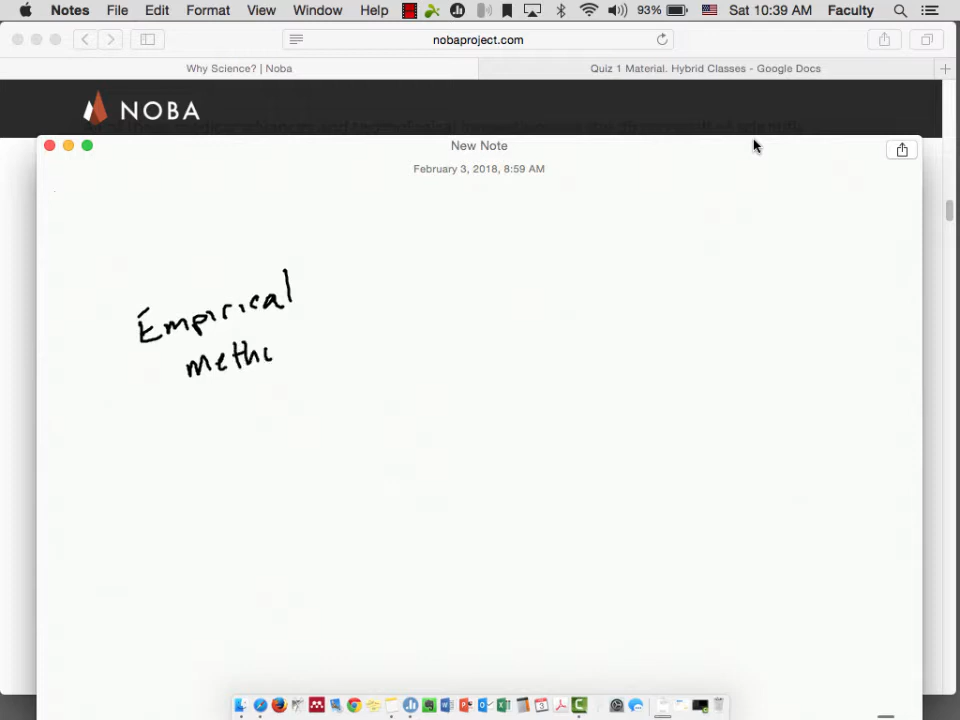 Notes File Edit Format View Window Help 93% Sat 10:39 AM Faculty
nobaproject.com
Why Science? | Noba Quiz 1 Material. Hybrid Classes - Google Docs
NOBA
New Note
February 3, 2018, 8:59 AM
Empirical
metho